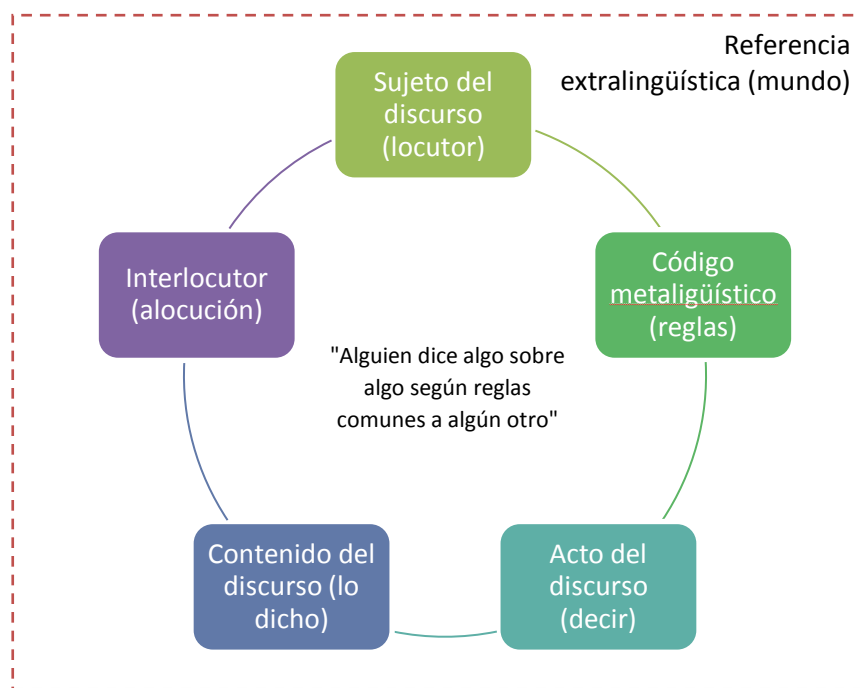 Referencia
extralingüística (mundo)
Sujeto del
discurso
(locutor)
Código
metaligüístico
(reglas)
Interlocutor
(alocución)
"Alguien dice algo sobre
algo según reglas
comunes a algún otro"
Contenido del
discurso (lo
dicho)
Acto del
discurso
(decir)